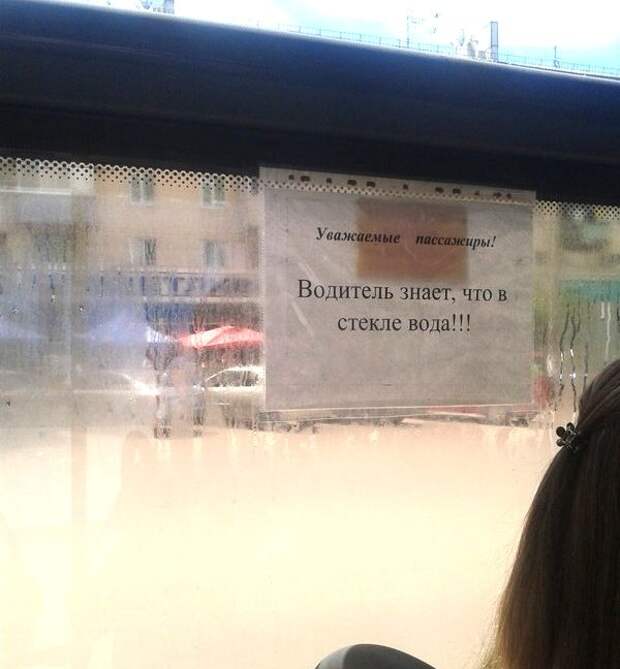 Уважаемые пассажиры!
Водитель знает, что в
стекле вода!!!